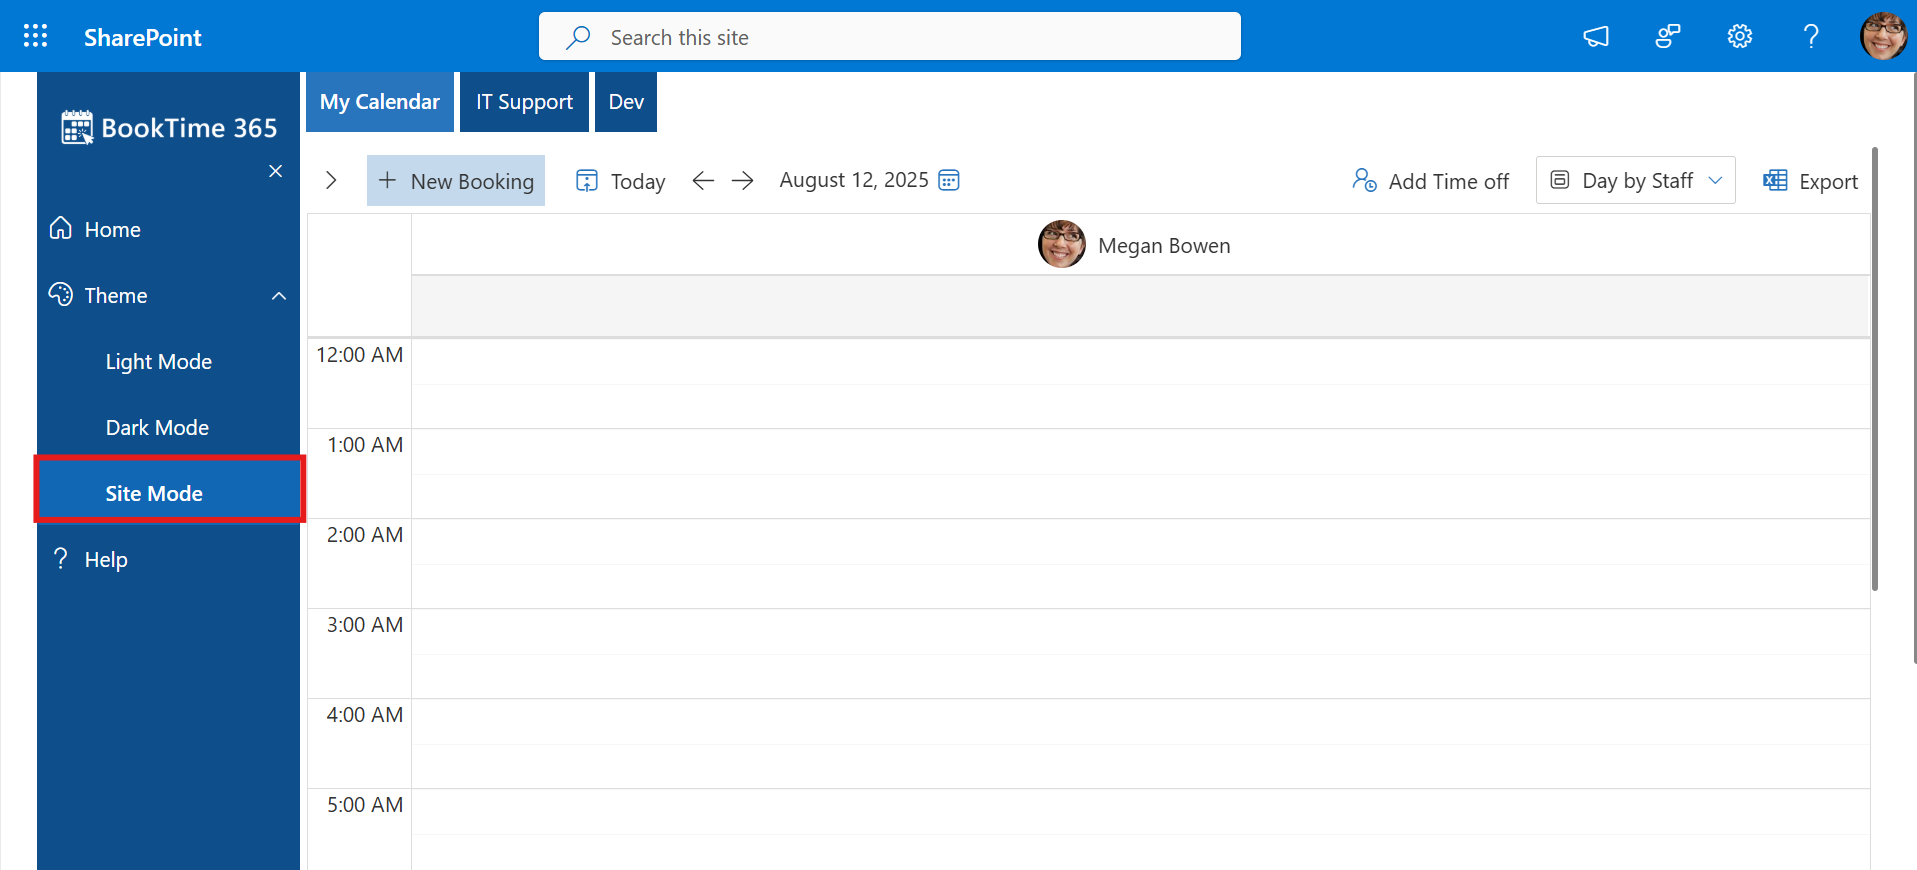 SharePoint
Search this site
?
BookTime 365
Home
Theme
Light Mode
Dark Mode
Site Mode
? Help
My Calendar IT Support Dev
+ New Booking Today August 12, 2025 Add Time off Day by Staff Export
Megan Bowen
12:00 AM
1:00 AM
2:00 AM
3:00 AM
4:00 AM
5:00 AM